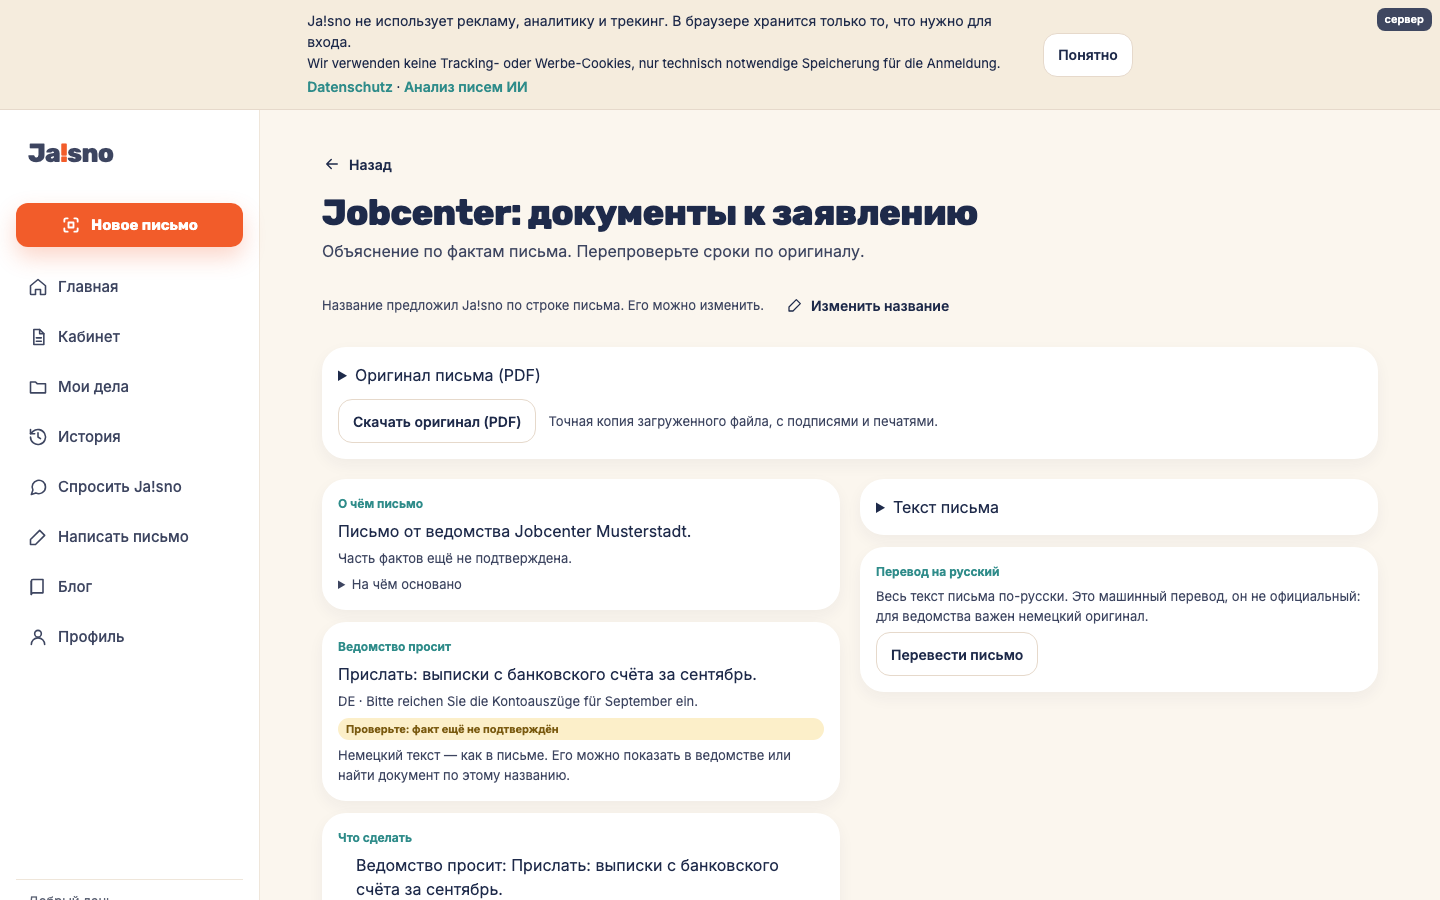 Ja!sno не использует рекламу, аналитику и трекинг. В браузере хранится только то, что нужно для
входа.
Wir verwenden keine Tracking- oder Werbe-Cookies, nur technisch notwendige Speicherung für die Anmeldung.
Datenschutz · Анализ писем ИИ
Понятно
сервер
Ja!sno
Новое письмо
Главная
Кабинет
Мои дела
История
Спросить Ja!sno
Написать письмо
Блог
Профиль
Назад
Jobcenter: документы к заявлению
Объяснение по фактам письма. Перепроверьте сроки по оригиналу.
Название предложил Ja!sno по строке письма. Его можно изменить.
Изменить название
Оригинал письма (PDF)
Скачать оригинал (PDF)
Точная копия загруженного файла, с подписями и печатями.
О чём письмо
Письмо от ведомства Jobcenter Musterstadt.
Часть фактов ещё не подтверждена.
На чём основано
Ведомство просит
Прислать: выписки с банковского счёта за сентябрь.
DE · Bitte reichen Sie die Kontoauszüge für September ein.
Проверьте: факт ещё не подтверждён
Немецкий текст — как в письме. Его можно показать в ведомстве или
найти документ по этому названию.
Что сделать
Ведомство просит: Прислать: выписки с банковского
счёта за сентябрь.
Текст письма
Перевод на русский
Весь текст письма по-русски. Это машинный перевод, он не официальный:
для ведомства важен немецкий оригинал.
Перевести письмо